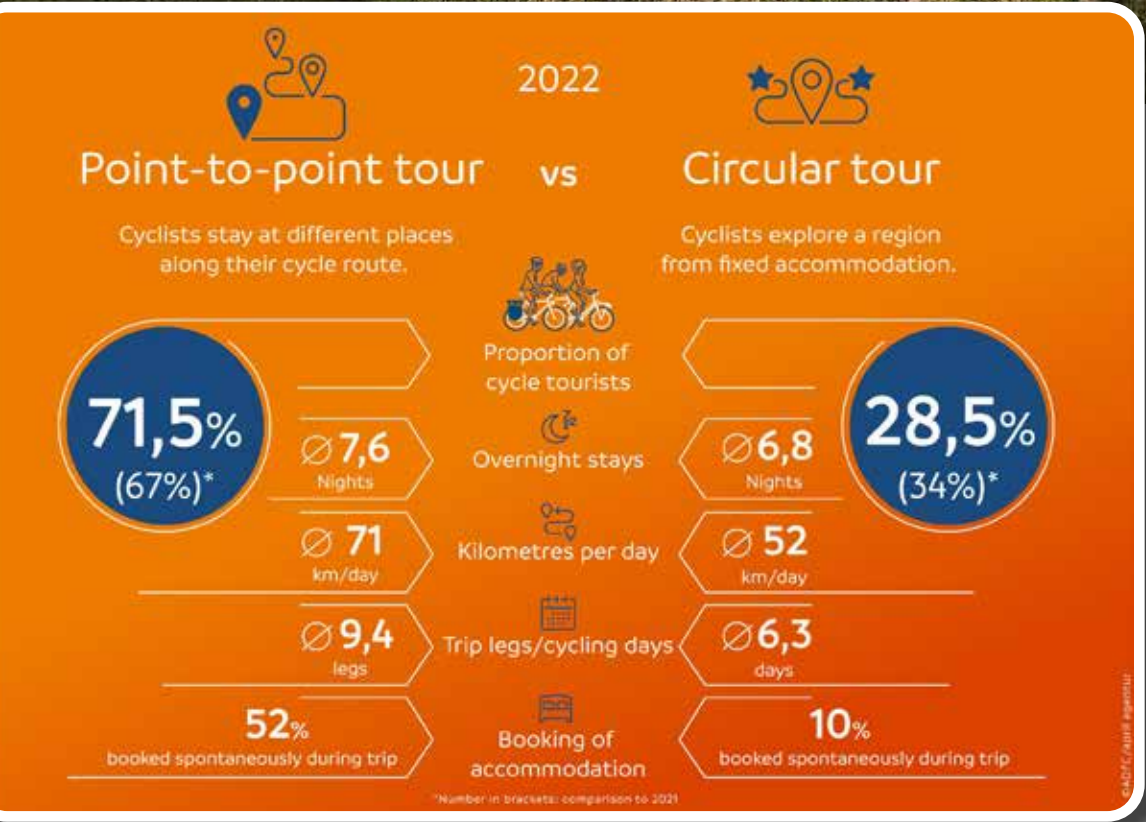 2022
Point-to-point tour
vs
Circular tour
Cyclists stay at different places
along their cycle route.
Cyclists explore a region
from fixed accommodation.
Proportion of
cycle tourists
71,5%
(67%)*
28,5%
(34%)*
Ø 7,6
Nights
Overnight stays
Ø 6,8
Nights
Ø 71
km/day
Kilometres per day
Ø 52
km/day
Ø 9,4
legs
Trip legs/cycling days
Ø 6,3
days
52%
booked spontaneously during trip
Booking of
accommodation
10%
booked spontaneously during trip
*Number in brackets: comparison to 2021
©ADFC/april agentur